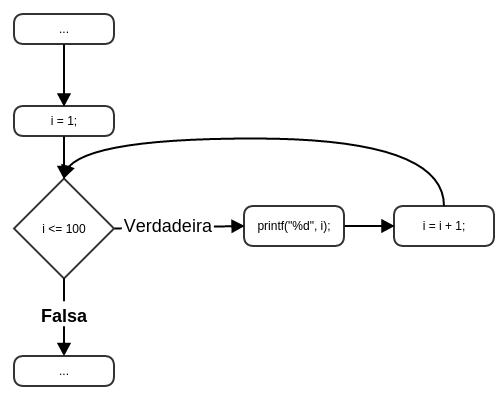 ...
i = 1;
i <= 100
Verdadeira
printf("%d", i);
i = i + 1;
Falsa
...